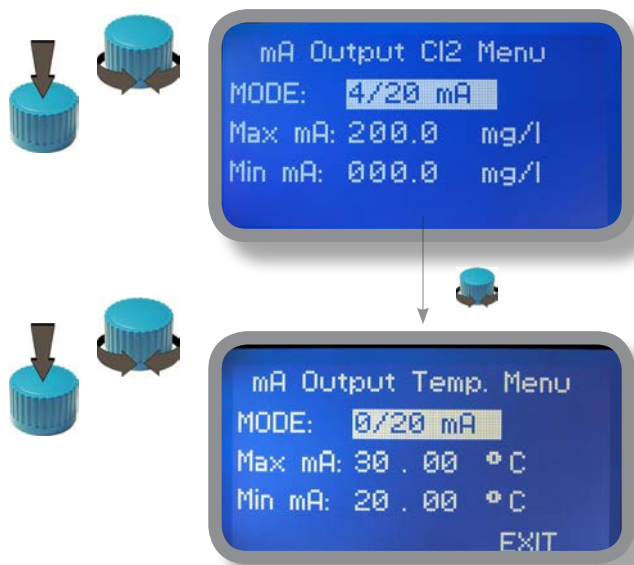 mA Output Cl2 Menu
MODE: 4/20 mA
Max mA: 200.0 mg/l
Min mA: 000.0 mg/l
mA Output Temp. Menu
MODE: 0/20 mA
Max mA: 30 . 00 °C
Min mA: 20 . 00 °C
EXIT